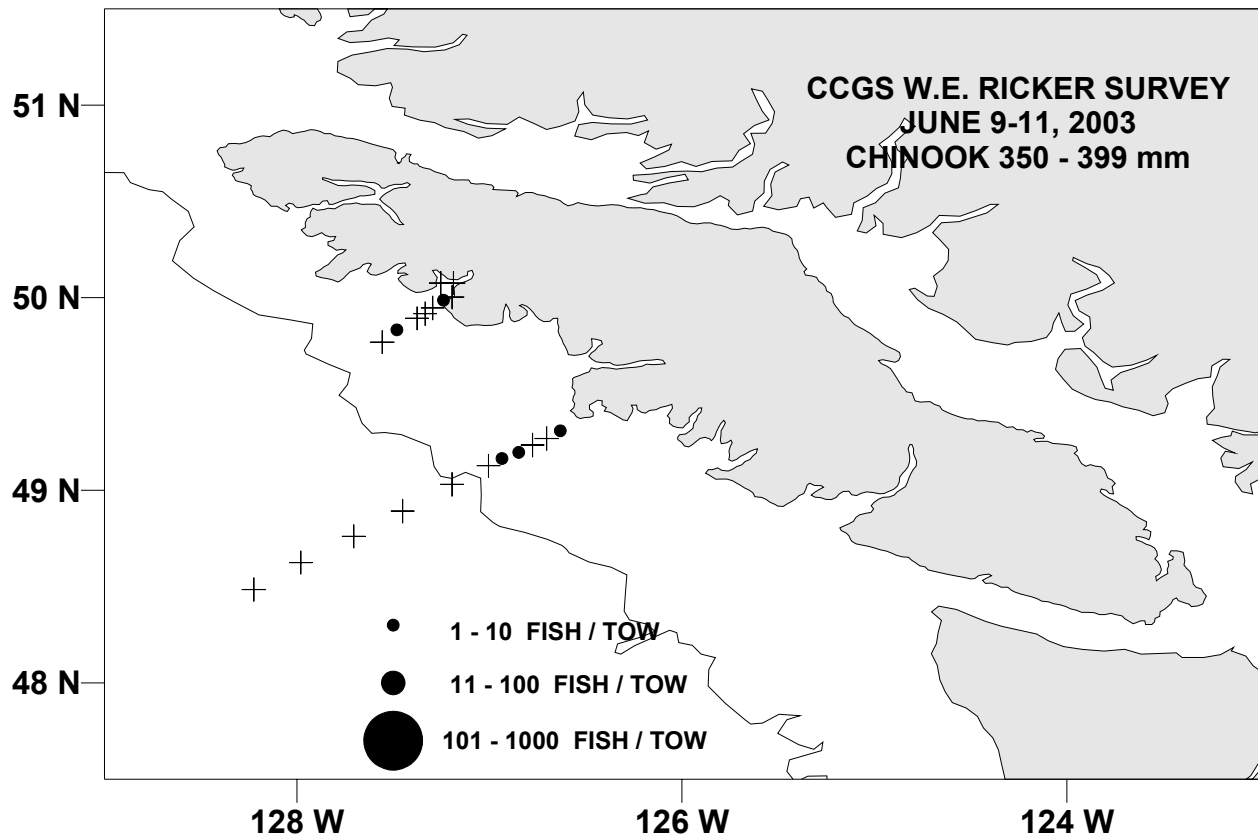 CCGS W.E. RICKER SURVEY
JUNE 9-11, 2003
CHINOOK 350 - 399 mm
51 N
50 N
49 N
48 N
1 - 10 FISH / TOW
11 - 100 FISH / TOW
101 - 1000 FISH / TOW
128 W
126 W
124 W